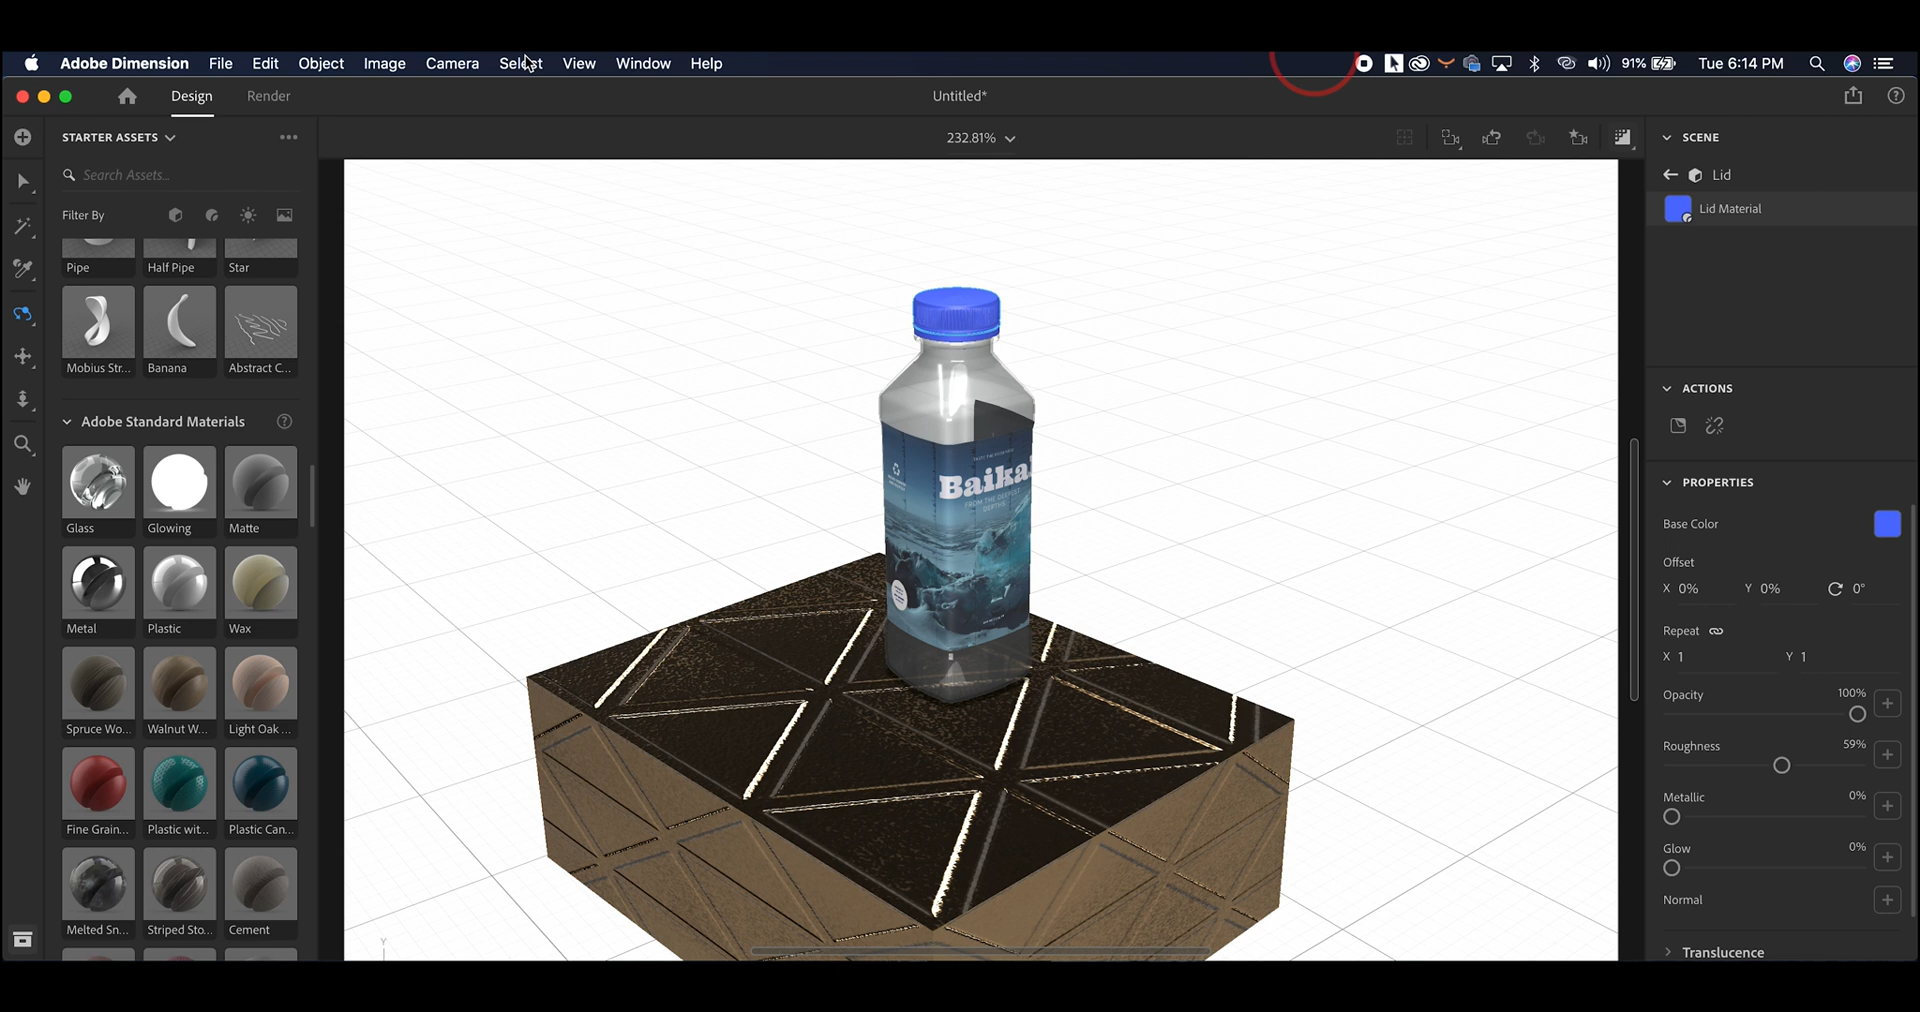 Adobe Dimension File Edit Object Image Camera Select View Window Help 91% Tue 6:14 PM
Design Render Untitled*
STARTER ASSETS
232.81%
Search Assets...
Filter By
Pipe Half Pipe Star
Mobius Str... Banana Abstract C...
Adobe Standard Materials
Glass Glowing Matte
Metal Plastic Wax
Spruce Wo... Walnut W... Light Oak ...
Fine Grain... Plastic wit... Plastic Can...
Melted Sn... Striped Sto... Cement
Baikal
FROM THE DEEPEST
DEPTHS
Y
SCENE
Lid
Lid Material
ACTIONS
PROPERTIES
Base Color
Offset
X 0% Y 0% 0°
Repeat
X 1 Y 1
Opacity 100%
Roughness 59%
Metallic 0%
Glow 0%
Normal
Translucence